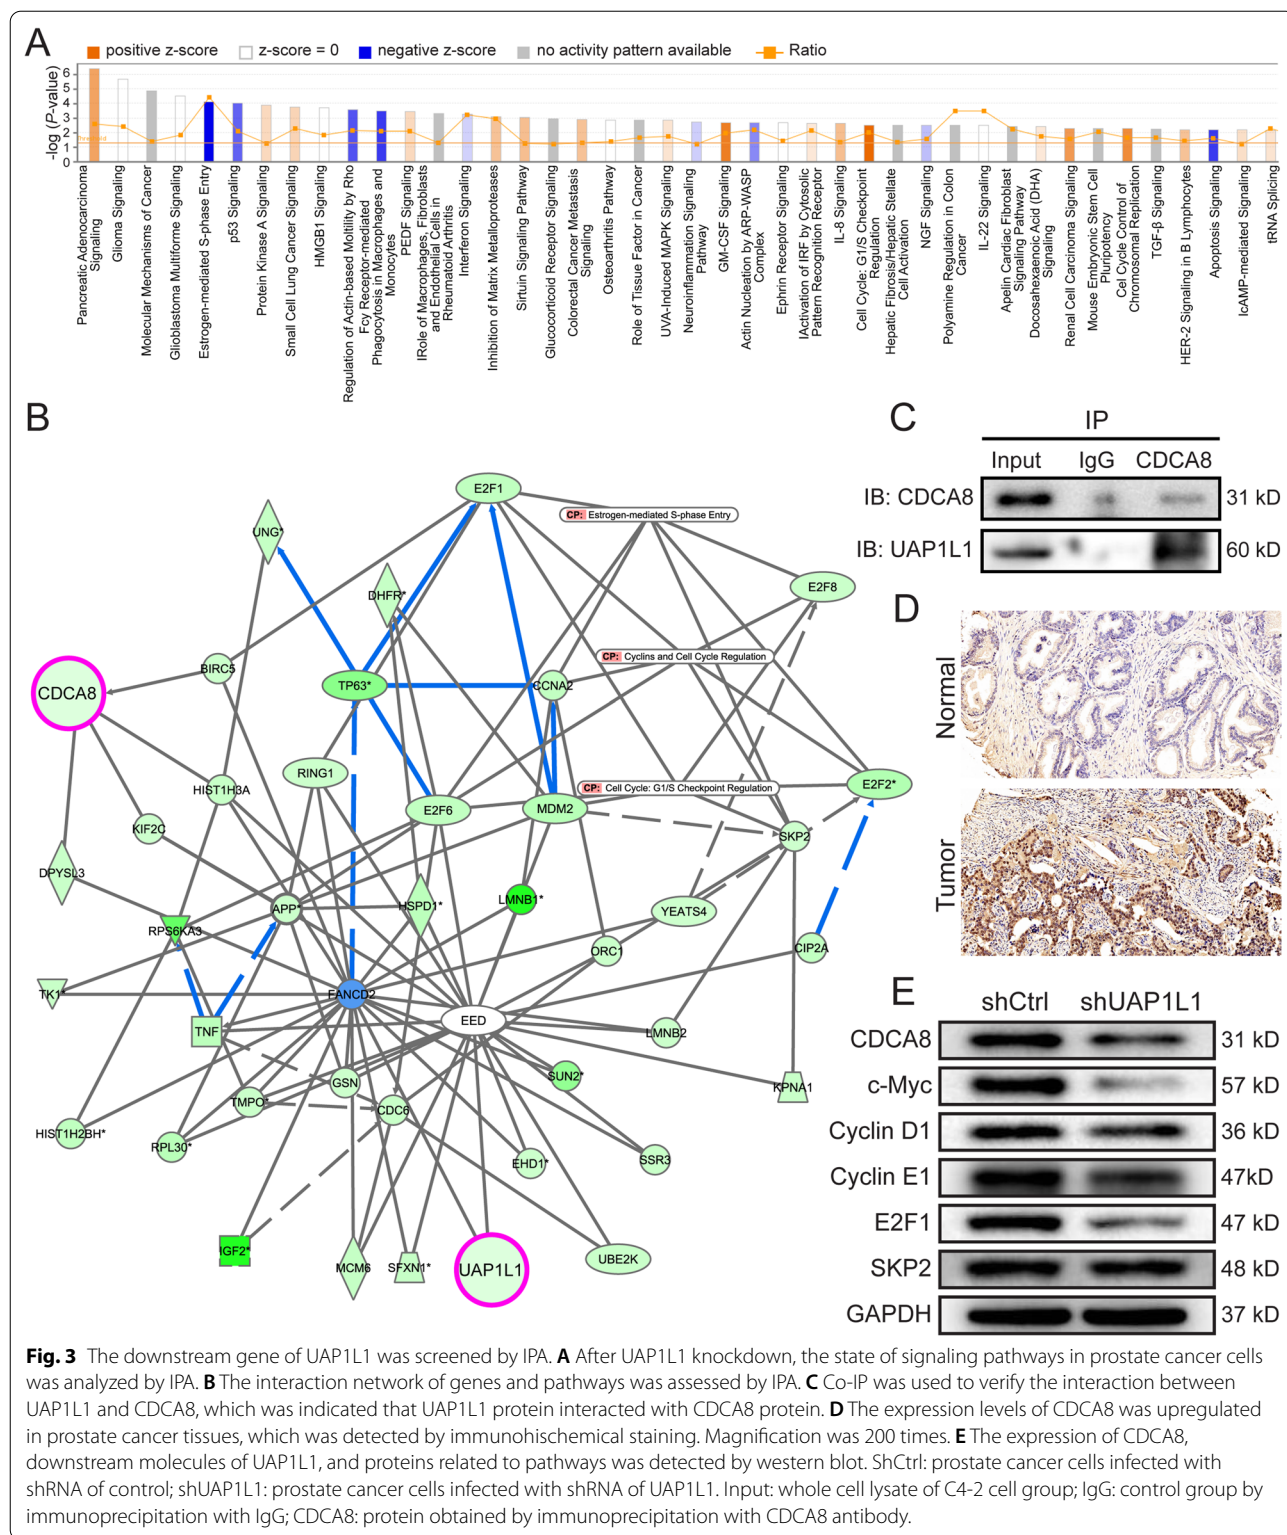 A
positive z-score
z-score = 0
negative z-score
no activity pattern available
Ratio
-log (P-value)
6
5
4
3
2
1
0
Threshold
Pancreatic Adenocarcinoma
Signaling
Glioma Signaling
Molecular Mechanisms of Cancer
Glioblastoma Multiforme Signaling
Estrogen-mediated S-phase Entry
p53 Signaling
Protein Kinase A Signaling
Small Cell Lung Cancer Signaling
HMGB1 Signaling
Regulation of Actin-based Motility by Rho
Fcγ Receptor-mediated
Phagocytosis in Macrophages and
Monocytes
PEDF Signaling
IRole of Macrophages, Fibroblasts
and Endothelial Cells in
Rheumatoid Arthritis
Interferon Signaling
Inhibition of Matrix Metalloproteases
Sirtuin Signaling Pathway
Glucocorticoid Receptor Signaling
Colorectal Cancer Metastasis
Signaling
Osteoarthritis Pathway
Role of Tissue Factor in Cancer
UVA-Induced MAPK Signaling
Neuroinflammation Signaling
Pathway
GM-CSF Signaling
Actin Nucleation by ARP-WASP
Complex
Ephrin Receptor Signaling
IActivation of IRF by Cytosolic
Pattern Recognition Receptor
IL-8 Signaling
Cell Cycle: G1/S Checkpoint
Regulation
Hepatic Fibrosis/Hepatic Stellate
Cell Activation
NGF Signaling
Polyamine Regulation in Colon
Cancer
IL-22 Signaling
Apelin Cardiac Fibroblast
Signaling Pathway
Docosahexaenoic Acid (DHA)
Signaling
Renal Cell Carcinoma Signaling
Mouse Embryonic Stem Cell
Pluripotency
Cell Cycle Control of
Chromosomal Replication
TGF-β Signaling
HER-2 Signaling in B Lymphocytes
Apoptosis Signaling
IcAMP-mediated Signaling
tRNA Splicing
B
E2F1
CP: Estrogen-mediated S-phase Entry
UNG*
DHFR*
E2F8
CP: Cyclins and Cell Cycle Regulation
BIRC5
CDCA8
TP63*
CCNA2
RING1
HIST1H3A
CP: Cell Cycle: G1/S Checkpoint Regulation
E2F2*
E2F6
MDM2
KIF2C
SKP2
DPYSL3
APP*
HSPD1*
LMNB1*
YEATS4
RPS6KA3
ORC1
CIP2A
TK1*
FANCD2
EED
TNF
LMNB2
SUN2*
GSN
KPNA1
TMPO*
CDC6
HIST1H2BH*
RPL30*
EHD1*
SSR3
IGF2*
MCM6
SFXN1*
UAP1L1
UBE2K
C
IP
Input IgG CDCA8
IB: CDCA8 31 kD
IB: UAP1L1 60 kD
D
Normal
Tumor
E
shCtrl shUAP1L1
CDCA8 31 kD
c-Myc 57 kD
Cyclin D1 36 kD
Cyclin E1 47kD
E2F1 47 kD
SKP2 48 kD
GAPDH 37 kD
Fig. 3 The downstream gene of UAP1L1 was screened by IPA. A After UAP1L1 knockdown, the state of signaling pathways in prostate cancer cells
was analyzed by IPA. B The interaction network of genes and pathways was assessed by IPA. C Co-IP was used to verify the interaction between
UAP1L1 and CDCA8, which was indicated that UAP1L1 protein interacted with CDCA8 protein. D The expression levels of CDCA8 was upregulated
in prostate cancer tissues, which was detected by immunohischemical staining. Magnification was 200 times. E The expression of CDCA8,
downstream molecules of UAP1L1, and proteins related to pathways was detected by western blot. ShCtrl: prostate cancer cells infected with
shRNA of control; shUAP1L1: prostate cancer cells infected with shRNA of UAP1L1. Input: whole cell lysate of C4-2 cell group; IgG: control group by
immunoprecipitation with IgG; CDCA8: protein obtained by immunoprecipitation with CDCA8 antibody.